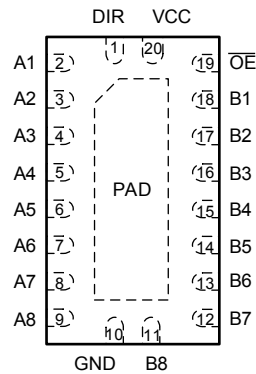 DIR VCC
1 20
A1 2 19 OE
A2 3 18 B1
A3 4 17 B2
A4 5 16 B3
A5 6 15 B4
A6 7 14 B5
A7 8 13 B6
A8 9 12 B7
PAD
10 11
GND B8